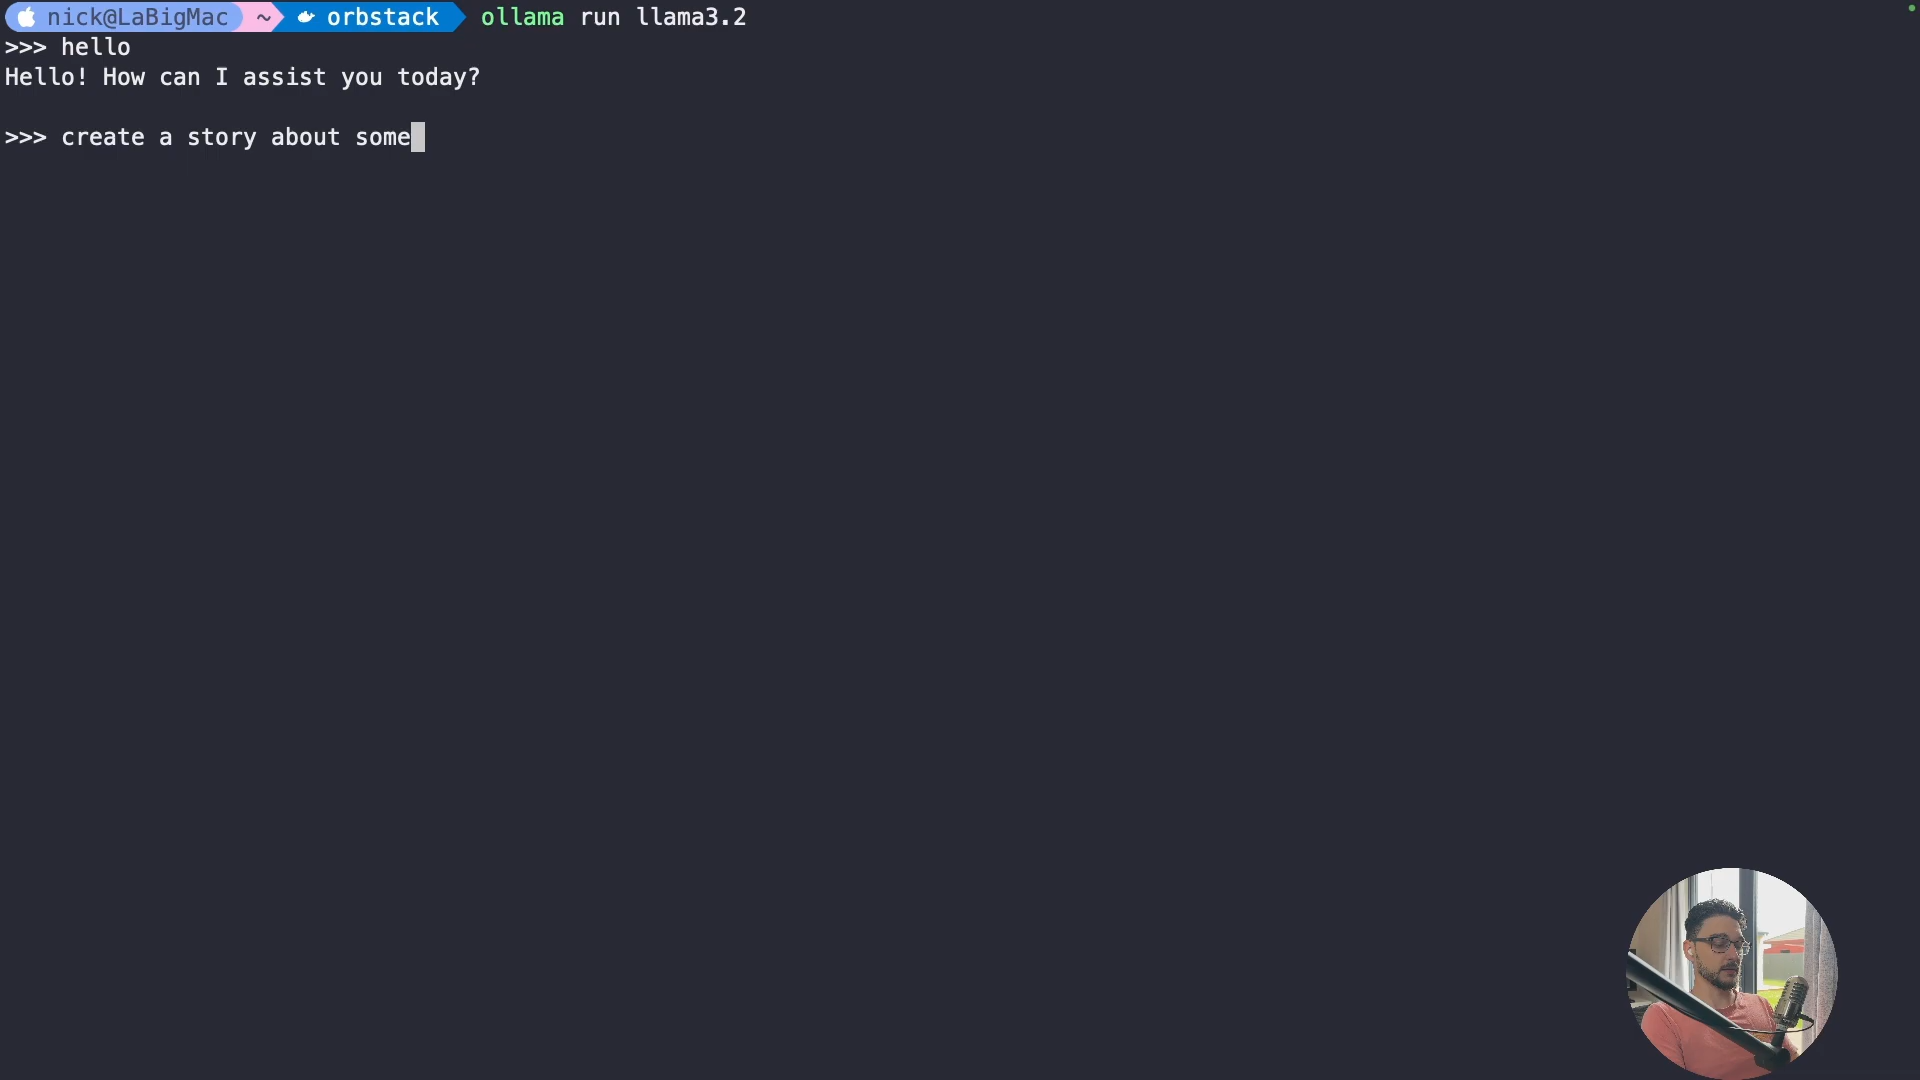 nick@LaBigMac ~ orbstack ollama run llama3.2
>>> hello
Hello! How can I assist you today?
>>> create a story about some